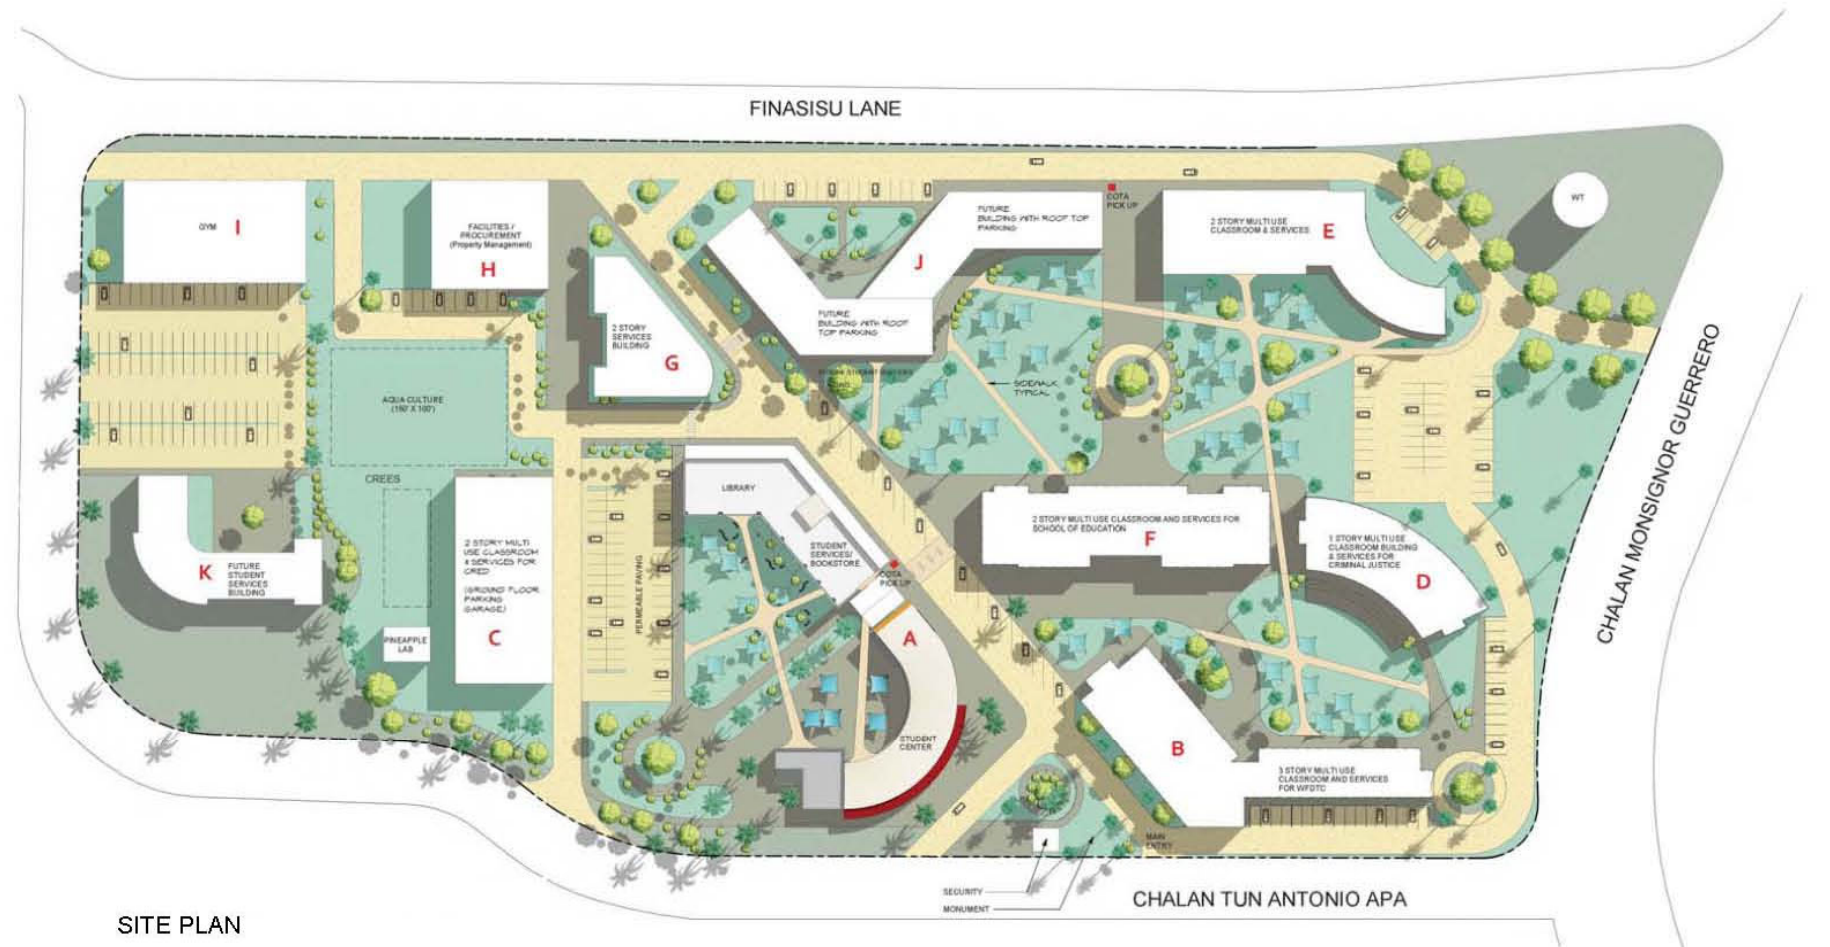 FINASISU LANE
WT
COTA
PICK UP
GYM
I
FACILITIES /
PROCUREMENT
(Property Management)
H
FUTURE
BUILDING WITH ROOF TOP
PARKING
J
FUTURE
BUILDING WITH ROOF
TOP PARKING
2 STORY MULTI USE
CLASSROOM & SERVICES
E
2 STORY
SERVICES
BUILDING
G
SIDEWALK
TYPICAL
AQUA CULTURE
(160' X 100')
CREES
CHALAN MONSIGNOR GUERRERO
LIBRARY
STUDENT
SERVICES/
BOOKSTORE
COTA
PICK UP
2 STORY MULTI USE CLASSROOM AND SERVICES FOR
SCHOOL OF EDUCATION
F
1 STORY MULTI USE
CLASSROOM BUILDING
& SERVICES FOR
CRIMINAL JUSTICE
D
K
FUTURE
STUDENT
SERVICES
BUILDING
2 STORY MULTI
USE CLASSROOM
& SERVICES FOR
CRED
(GROUND FLOOR
PARKING
GARAGE)
C
PERMEABLE PAVING
PINEAPPLE
LAB
A
STUDENT
CENTER
B
3 STORY MULTI USE
CLASSROOM AND SERVICES
FOR WFDTC
MAIN
ENTRY
SECURITY
MONUMENT
CHALAN TUN ANTONIO APA
SITE PLAN